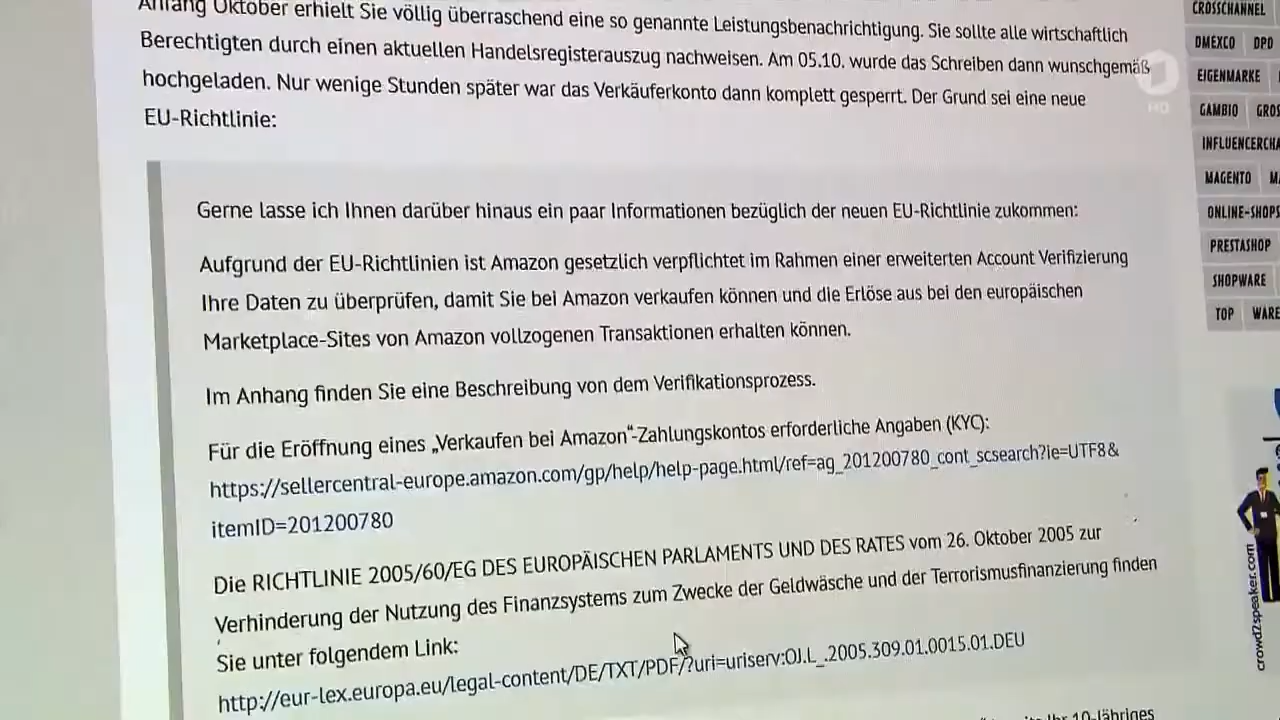 Anfang Oktober erhielt Sie völlig überraschend eine so genannte Leistungsbenachrichtigung. Sie sollte alle wirtschaftlich
Berechtigten durch einen aktuellen Handelsregisterauszug nachweisen. Am 05.10. wurde das Schreiben dann wunschgemäß
hochgeladen. Nur wenige Stunden später war das Verkäuferkonto dann komplett gesperrt. Der Grund sei eine neue
EU-Richtlinie:
Gerne lasse ich Ihnen darüber hinaus ein paar Informationen bezüglich der neuen EU-Richtlinie zukommen:
Aufgrund der EU-Richtlinien ist Amazon gesetzlich verpflichtet im Rahmen einer erweiterten Account Verifizierung
Ihre Daten zu überprüfen, damit Sie bei Amazon verkaufen können und die Erlöse aus bei den europäischen
Marketplace-Sites von Amazon vollzogenen Transaktionen erhalten können.
Im Anhang finden Sie eine Beschreibung von dem Verifikationsprozess.
Für die Eröffnung eines „Verkaufen bei Amazon“-Zahlungskontos erforderliche Angaben (KYC):
https://sellercentral-europe.amazon.com/gp/help/help-page.html/ref=ag_201200780_cont_scsearch?ie=UTF8&
itemID=201200780
Die RICHTLINIE 2005/60/EG DES EUROPÄISCHEN PARLAMENTS UND DES RATES vom 26. Oktober 2005 zur
Verhinderung der Nutzung des Finanzsystems zum Zwecke der Geldwäsche und der Terrorismusfinanzierung finden
Sie unter folgendem Link:
http://eur-lex.europa.eu/legal-content/DE/TXT/PDF/?uri=uriserv:OJ.L_.2005.309.01.0015.01.DEU
10-jähriges
CROSSCHANNEL
DMEXCO DPD
EIGENMARKE
GAMBIO
INFLUENCERCHA
MAGENTO
ONLINE-SHOPS
PRESTASHOP
SHOPWARE
TOP WARE
crowd2speaker.com
HD